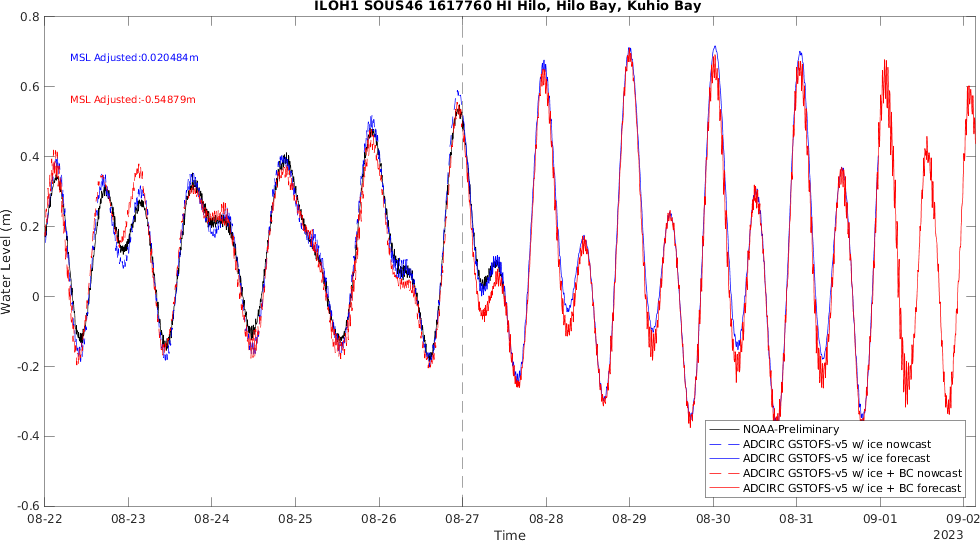 ILOH1 SOUS46 1617760 HI Hilo, Hilo Bay, Kuhio Bay
0.8
MSL Adjusted:0.020484m
0.6
MSL Adjusted:-0.54879m
0.4
0.2
Water Level (m)
0
-0.2
-0.4
NOAA-Preliminary
ADCIRC GSTOFS-v5 w/ ice nowcast
ADCIRC GSTOFS-v5 w/ ice forecast
ADCIRC GSTOFS-v5 w/ ice + BC nowcast
ADCIRC GSTOFS-v5 w/ ice + BC forecast
-0.6
08-22 08-23 08-24 08-25 08-26 08-27 08-28 08-29 08-30 08-31 09-01 09-02
Time
2023